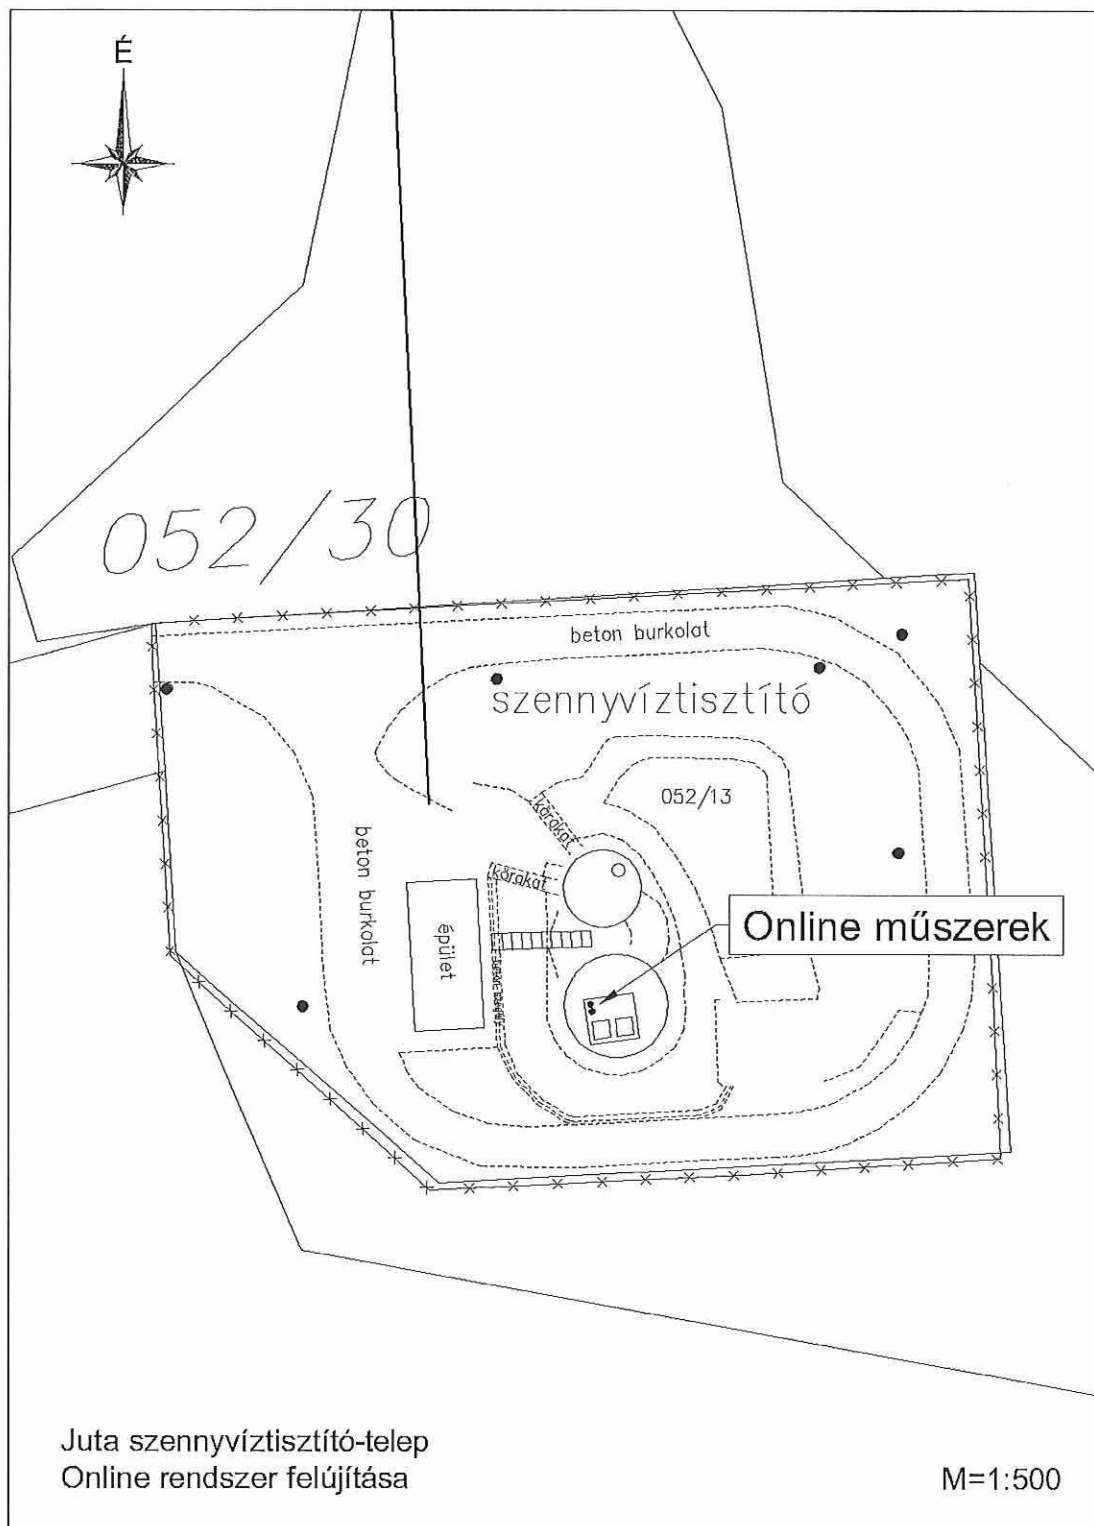 É
052/30
beton burkolat
szennyvíztisztító
052/13
kőrakat
beton burkolat
kőrakat
épület
Online műszerek
Juta szennyvíztisztító-telep
Online rendszer felújítása
M=1:500